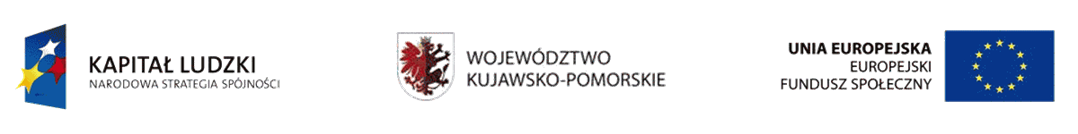 KAPITAŁ LUDZKI
NARODOWA STRATEGIA SPÓJNOŚCI
WOJEWÓDZTWO
KUJAWSKO-POMORSKIE
UNIA EUROPEJSKA
EUROPEJSKI
FUNDUSZ SPOŁECZNY